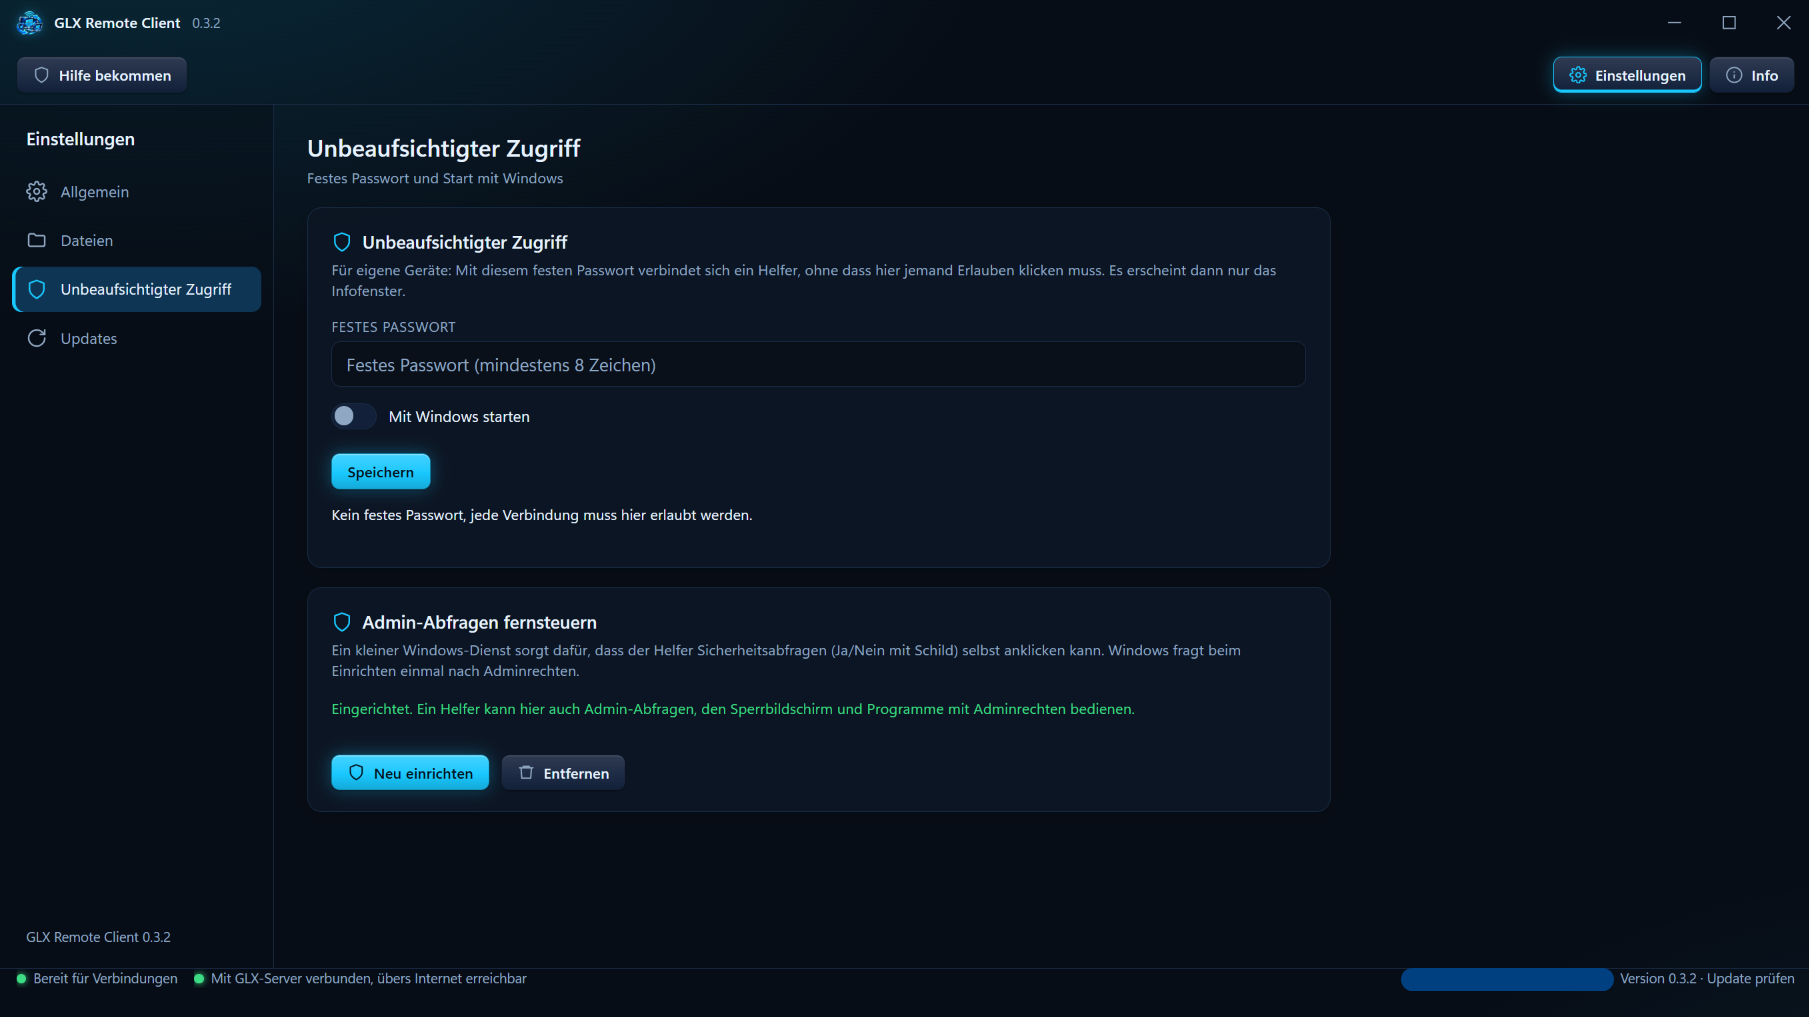 GLX Remote Client 0.3.2
Hilfe bekommen
Einstellungen
Info
Einstellungen
Allgemein
Dateien
Unbeaufsichtigter Zugriff
Updates
GLX Remote Client 0.3.2
Unbeaufsichtigter Zugriff
Festes Passwort und Start mit Windows
Unbeaufsichtigter Zugriff
Für eigene Geräte: Mit diesem festen Passwort verbindet sich ein Helfer, ohne dass hier jemand Erlauben klicken muss. Es erscheint dann nur das
Infofenster.
FESTES PASSWORT
Festes Passwort (mindestens 8 Zeichen)
Mit Windows starten
Speichern
Kein festes Passwort, jede Verbindung muss hier erlaubt werden.
Admin-Abfragen fernsteuern
Ein kleiner Windows-Dienst sorgt dafür, dass der Helfer Sicherheitsabfragen (Ja/Nein mit Schild) selbst anklicken kann. Windows fragt beim
Einrichten einmal nach Adminrechten.
Eingerichtet. Ein Helfer kann hier auch Admin-Abfragen, den Sperrbildschirm und Programme mit Adminrechten bedienen.
Neu einrichten
Entfernen
Bereit für Verbindungen
Mit GLX-Server verbunden, übers Internet erreichbar
Version 0.3.2 · Update prüfen